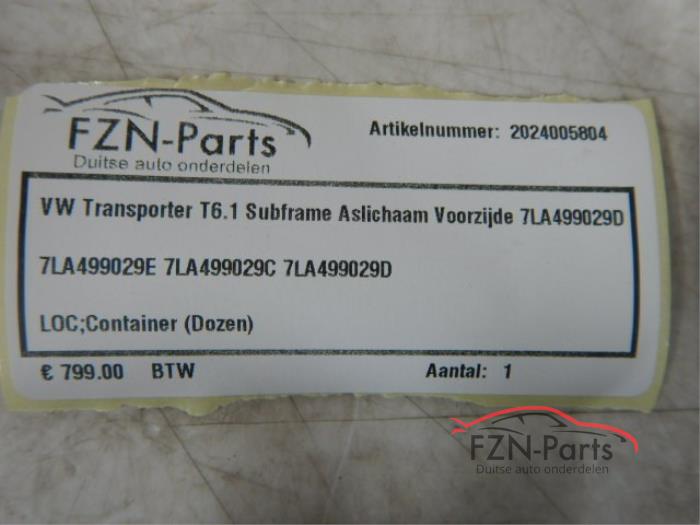 FZN-Parts
Duitse auto onderdelen
Artikelnummer: 2024005804
VW Transporter T6.1 Subframe Aslichaam Voorzijde 7LA499029D
7LA499029E 7LA499029C 7LA499029D
LOC;Container (Dozen)
€ 799.00 BTW Aantal: 1
FZN-Parts
Duitse auto onderdelen